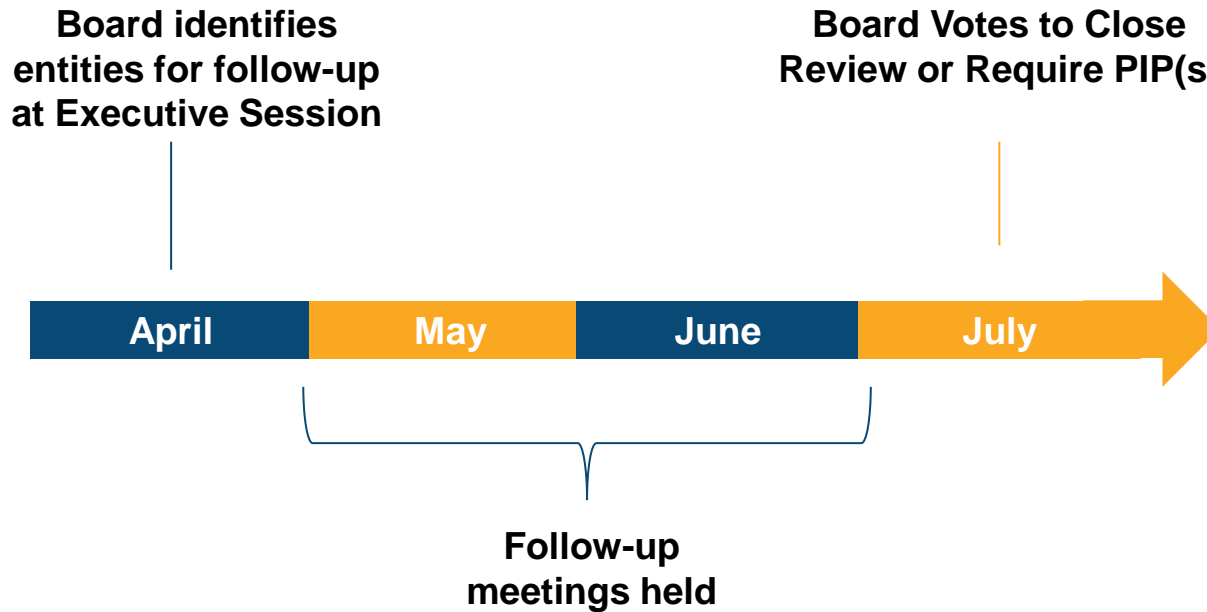 Board identifies
entities for follow-up
at Executive Session
Board Votes to Close
Review or Require PIP(s
April
May
June
July
Follow-up
meetings held